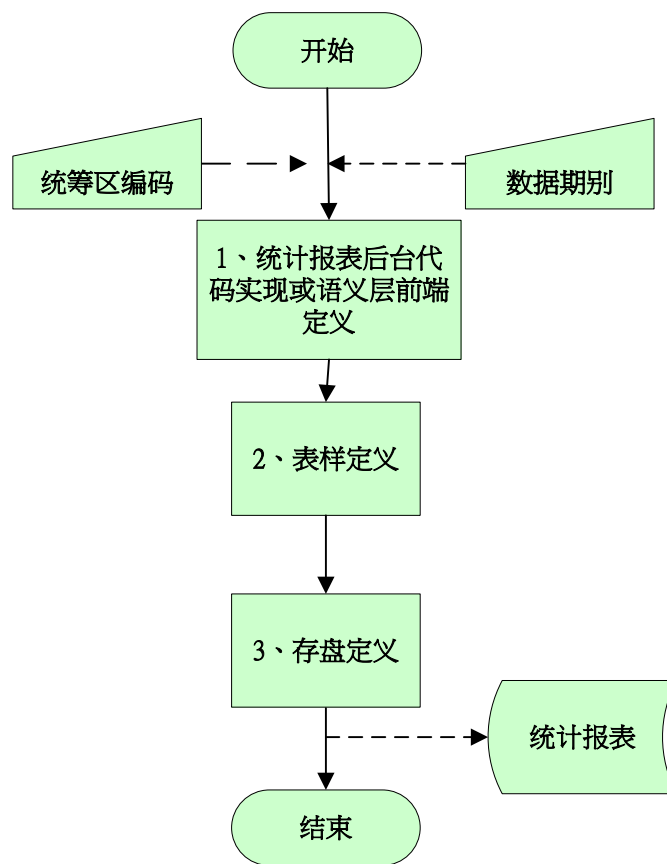 开始
统筹区编码
数据期别
1、统计报表后台代
码实现或语义层前端
定义
2、表样定义
3、存盘定义
统计报表
结束